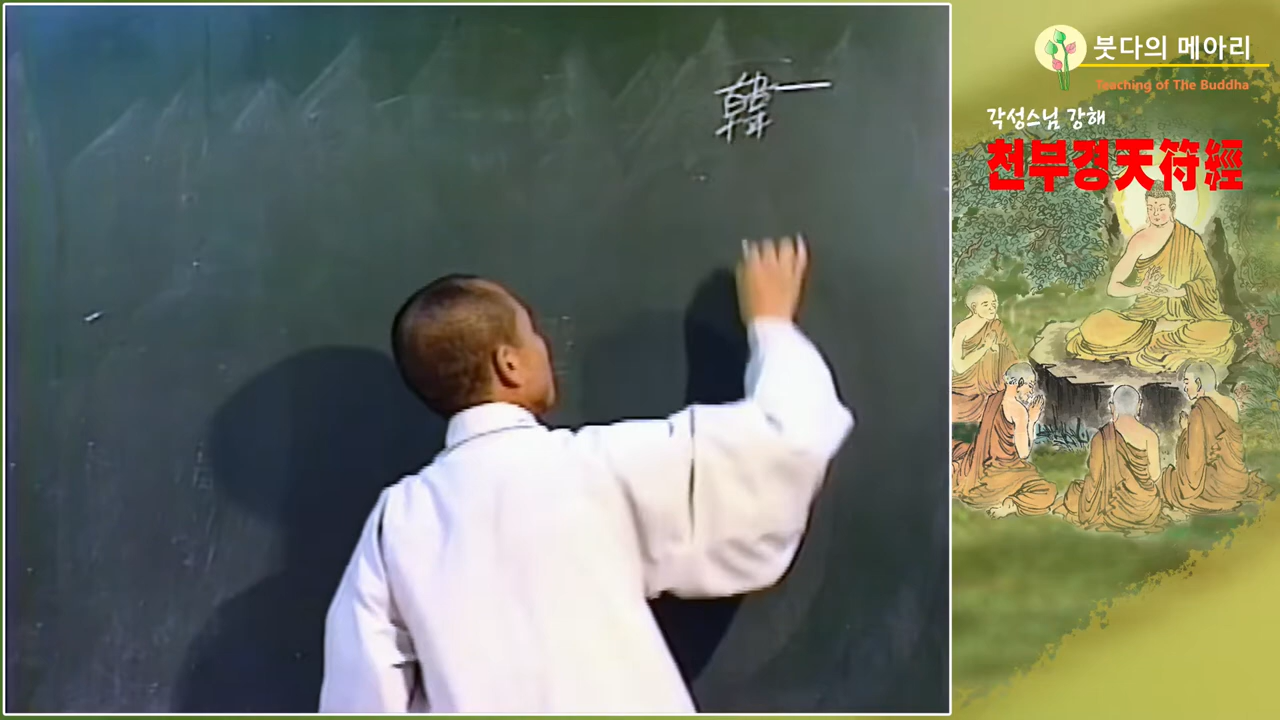 韓一
붓다의 메아리
Teaching of The Buddha
각성스님 강해
천부경天符經